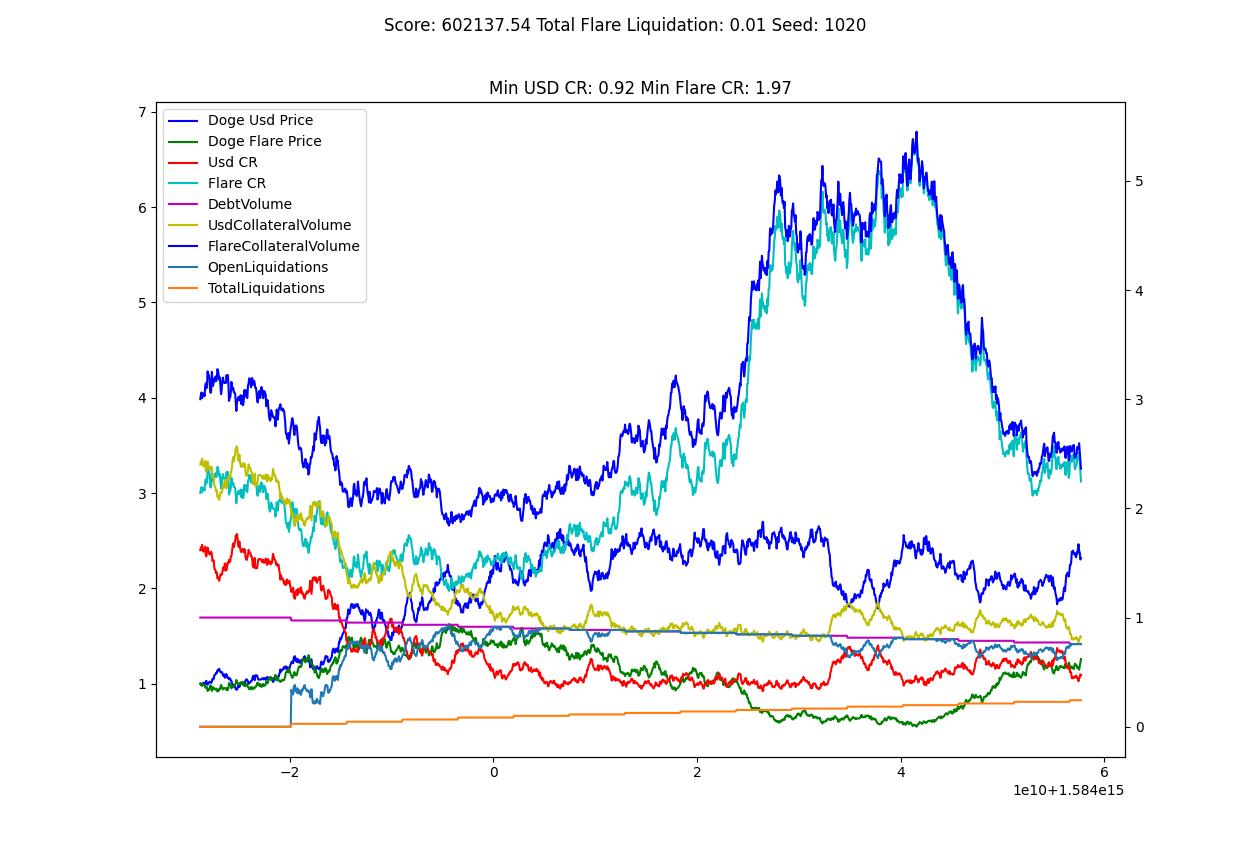 Score: 602137.54 Total Flare Liquidation: 0.01 Seed: 1020
Min USD CR: 0.92 Min Flare CR: 1.97
Doge Usd Price
Doge Flare Price
Usd CR
Flare CR
DebtVolume
UsdCollateralVolume
FlareCollateralVolume
OpenLiquidations
TotalLiquidations
7
6
5
4
3
2
1
5
4
3
2
1
0
−2
0
2
4
6
1e10+1.584e15